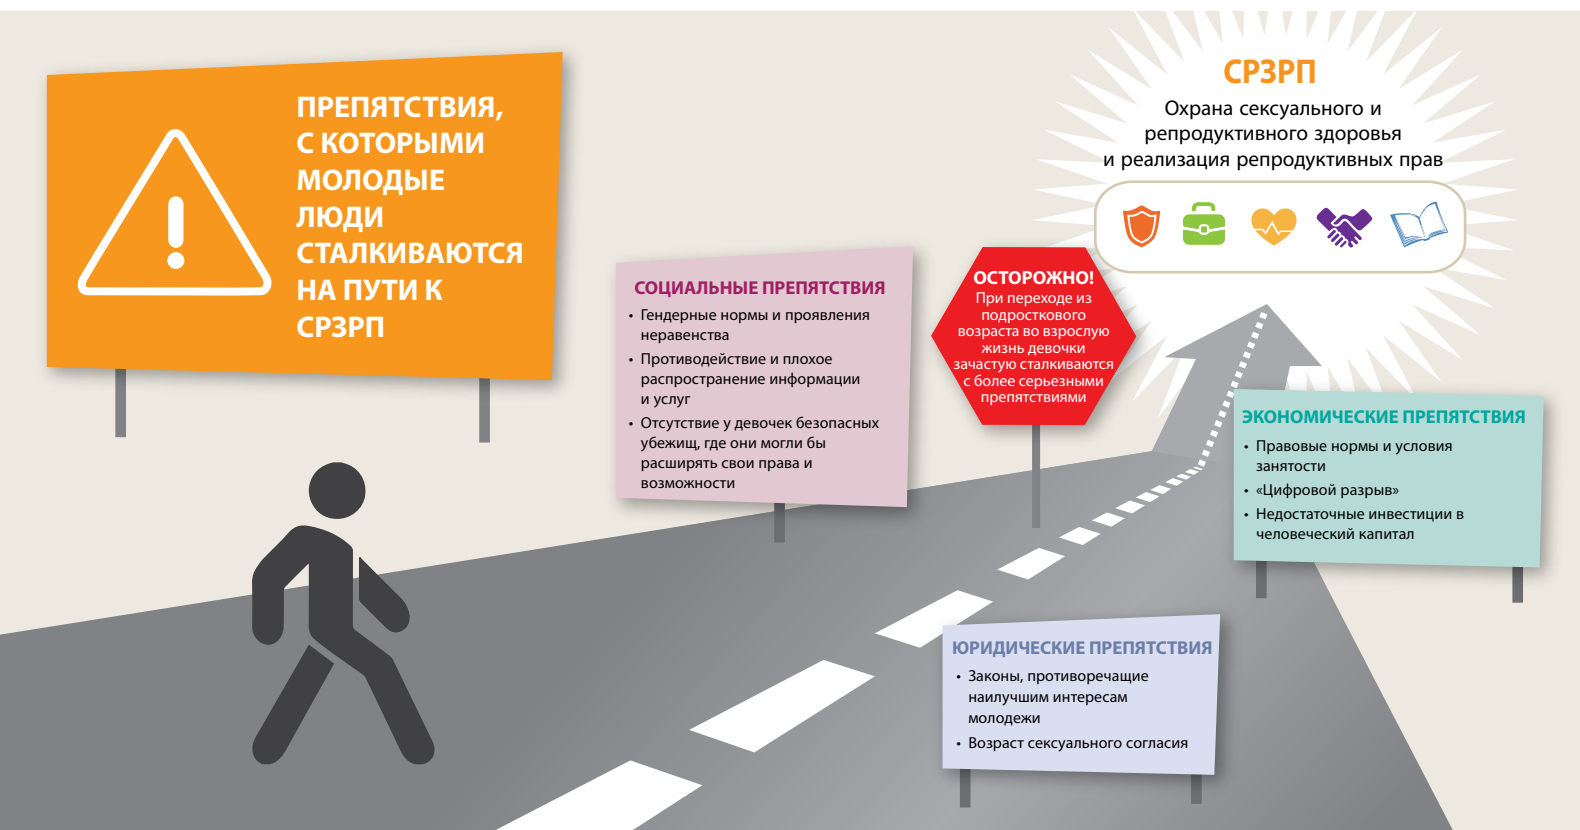 ПРЕПЯТСТВИЯ,
С КОТОРЫМИ
МОЛОДЫЕ
ЛЮДИ
СТАЛКИВАЮТСЯ
НА ПУТИ К
СРЗРП
СРЗРП
Охрана сексуального и
репродуктивного здоровья
и реализация репродуктивных прав
СОЦИАЛЬНЫЕ ПРЕПЯТСТВИЯ
• Гендерные нормы и проявления
неравенства
• Противодействие и плохое
распространение информации
и услуг
• Отсутствие у девочек безопасных
убежищ, где они могли бы
расширять свои права и
возможности
ОСТОРОЖНО!
При переходе из
подросткового
возраста во взрослую
жизнь девочки
зачастую сталкиваются
с более серьезными
препятствиями
ЭКОНОМИЧЕСКИЕ ПРЕПЯТСТВИЯ
• Правовые нормы и условия
занятости
• «Цифровой разрыв»
• Недостаточные инвестиции в
человеческий капитал
ЮРИДИЧЕСКИЕ ПРЕПЯТСТВИЯ
• Законы, противоречащие
наилучшим интересам
молодежи
• Возраст сексуального согласия